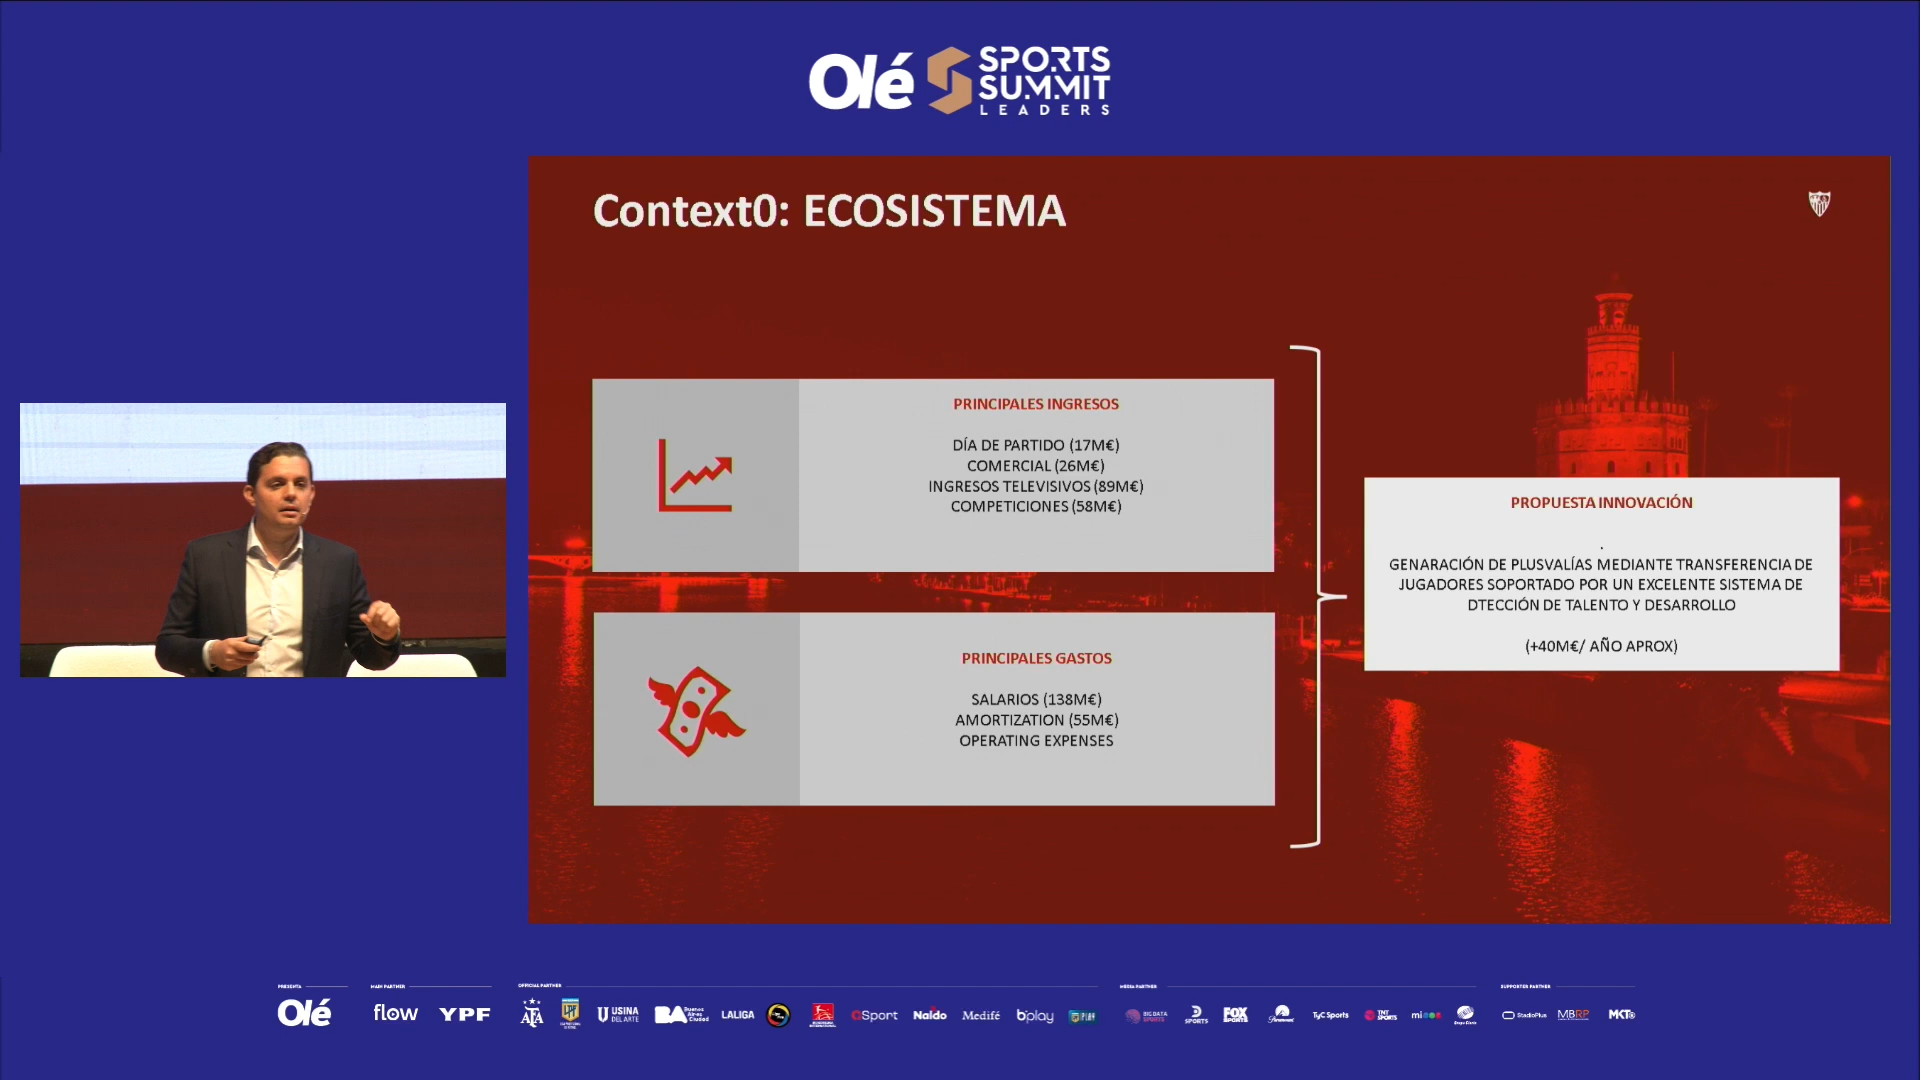 Olé SPORTS
SUMMIT
LEADERS
Context0: ECOSISTEMA
PRINCIPALES INGRESOS
DÍA DE PARTIDO (17M€)
COMERCIAL (26M€)
INGRESOS TELEVISIVOS (89M€)
COMPETICIONES (58M€)
PRINCIPALES GASTOS
SALARIOS (138M€)
AMORTIZATION (55M€)
OPERATING EXPENSES
PROPUESTA INNOVACIÓN
.
GENARACIÓN DE PLUSVALÍAS MEDIANTE TRANSFERENCIA DE
JUGADORES SOPORTADO POR UN EXCELENTE SISTEMA DE
DTECCIÓN DE TALENTO Y DESARROLLO
(+40M€/ AÑO APROX)
PRESENTA
Olé
MAIN PARTNER
flow YPF
OFFICIAL PARTNER
AFA LPF USINA DEL ARTE BA Buenos Aires Ciudad LALIGA Sport Naldo Medifé bplay
MEDIA PARTNER
BIG DATA SPORTS D SPORTS FOX SPORTS Paramount TyC Sports TNT SPORTS
SUPPORTER PARTNER
StadioPlus MBRP MKT